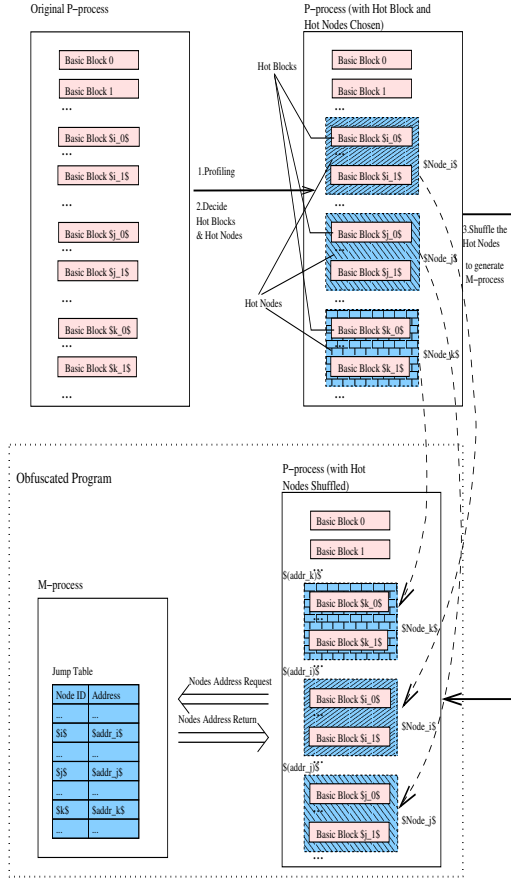 Original P-process
Basic Block 0
Basic Block 1
...
Basic Block $i_0$
...
Basic Block $i_1$
...
Basic Block $j_0$
...
Basic Block $j_1$
...
Basic Block $k_0$
...
Basic Block $k_1$
...
1.Profiling
2.Decide
Hot Blocks
& Hot Nodes
Hot Blocks
Hot Nodes
P-process (with Hot Block and
Hot Nodes Chosen)
Basic Block 0
Basic Block 1
...
Basic Block $i_0$
...
Basic Block $i_1$
$Node_i$
...
Basic Block $j_0$
...
Basic Block $j_1$
$Node_j$
...
Basic Block $k_0$
...
Basic Block $k_1$
$Node_k$
...
3.Shuffle the
Hot Nodes
to generate
M-process
Obfuscated Program
M-process
Jump Table
Node ID Address
... ...
$i$ $addr_i$
... ...
$j$ $addr_j$
... ...
$k$ $addr_k$
... ...
Nodes Address Request
Nodes Address Return
P-process (with Hot
Nodes Shuffled)
Basic Block 0
Basic Block 1
...
$(addr_k)$
Basic Block $k_0$
...
Basic Block $k_1$
$Node_k$
...
$(addr_i)$
Basic Block $i_0$
...
Basic Block $i_1$
$Node_i$
...
$(addr_j)$
Basic Block $j_0$
...
Basic Block $j_1$
$Node_j$
...